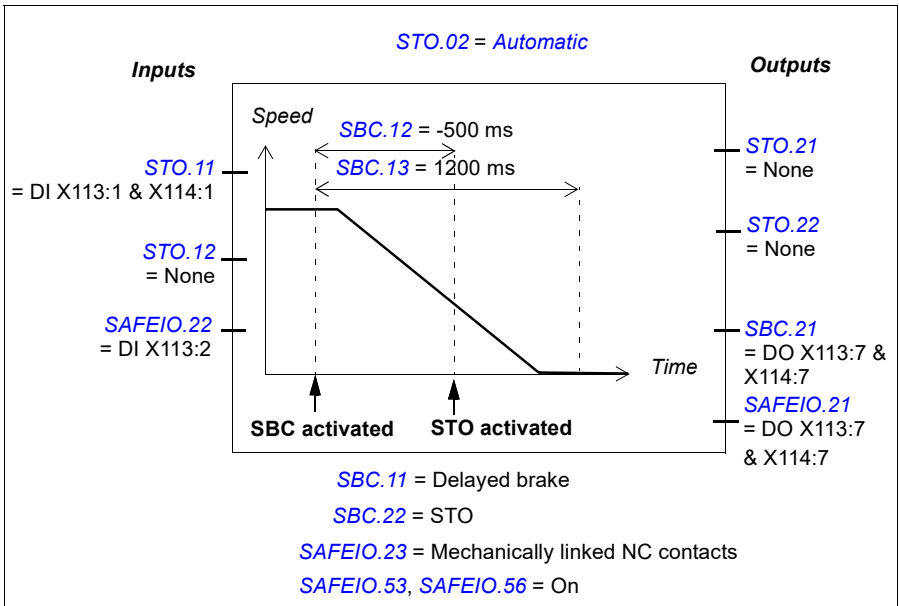 STO.02 = Automatic
Inputs
Outputs
Speed
SBC.12 = -500 ms
SBC.13 = 1200 ms
STO.11
= DI X113:1 & X114:1
STO.12
= None
SAFEIO.22
= DI X113:2
STO.21
= None
STO.22
= None
SBC.21
= DO X113:7 &
X114:7
SAFEIO.21
= DO X113:7
& X114:7
Time
SBC activated
STO activated
SBC.11 = Delayed brake
SBC.22 = STO
SAFEIO.23 = Mechanically linked NC contacts
SAFEIO.53, SAFEIO.56 = On